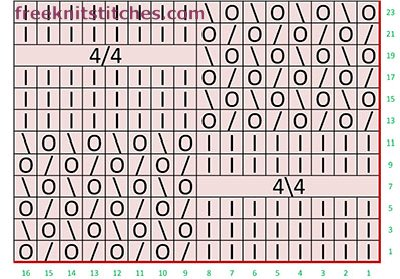 freeknitstitches.com
I I I I I I I I \ O \ O \ O \ O 23
I I I I I I I I O / O / O / O / 21
4/4 \ O \ O \ O \ O 19
I I I I I I I I O / O / O / O / 17
I I I I I I I I \ O \ O \ O \ O 15
I I I I I I I I O / O / O / O / 13
\ O \ O \ O \ O I I I I I I I I 11
O / O / O / O / I I I I I I I I 9
\ O \ O \ O \ O 4\4 7
O / O / O / O / I I I I I I I I 5
\ O \ O \ O \ O I I I I I I I I 3
O / O / O / O / I I I I I I I I 1
16 15 14 13 12 11 10 9 8 7 6 5 4 3 2 1